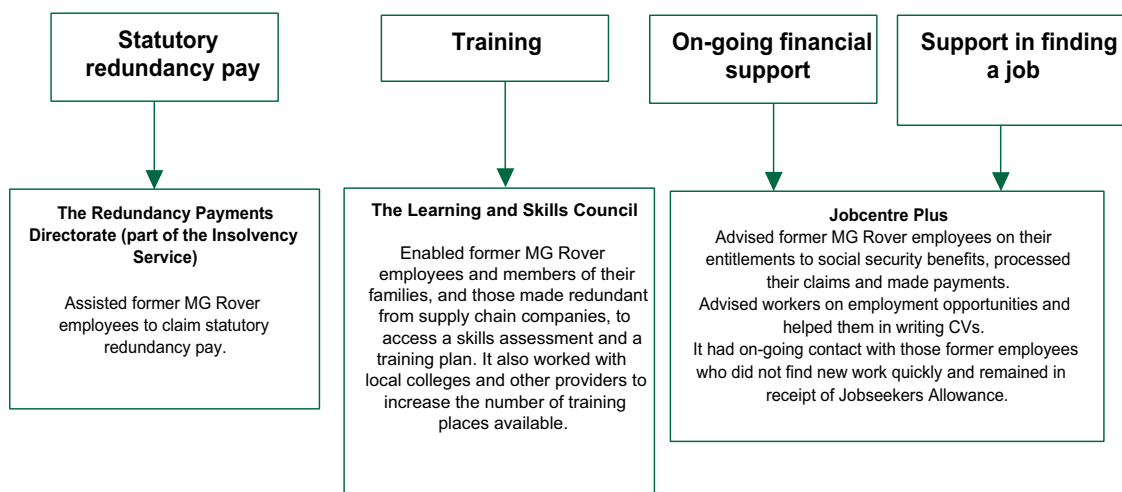 Statutory
redundancy pay
Training
On-going financial
support
Support in finding
a job
The Redundancy Payments
Directorate (part of the Insolvency
Service)
Assisted former MG Rover
employees to claim statutory
redundancy pay.
The Learning and Skills Council
Enabled former MG Rover
employees and members of their
families, and those made redundant
from supply chain companies, to
access a skills assessment and a
training plan. It also worked with
local colleges and other providers to
increase the number of training
places available.
Jobcentre Plus
Advised former MG Rover employees on their
entitlements to social security benefits, processed
their claims and made payments.
Advised workers on employment opportunities and
helped them in writing CVs.
It had on-going contact with those former employees
who did not find new work quickly and remained in
receipt of Jobseekers Allowance.